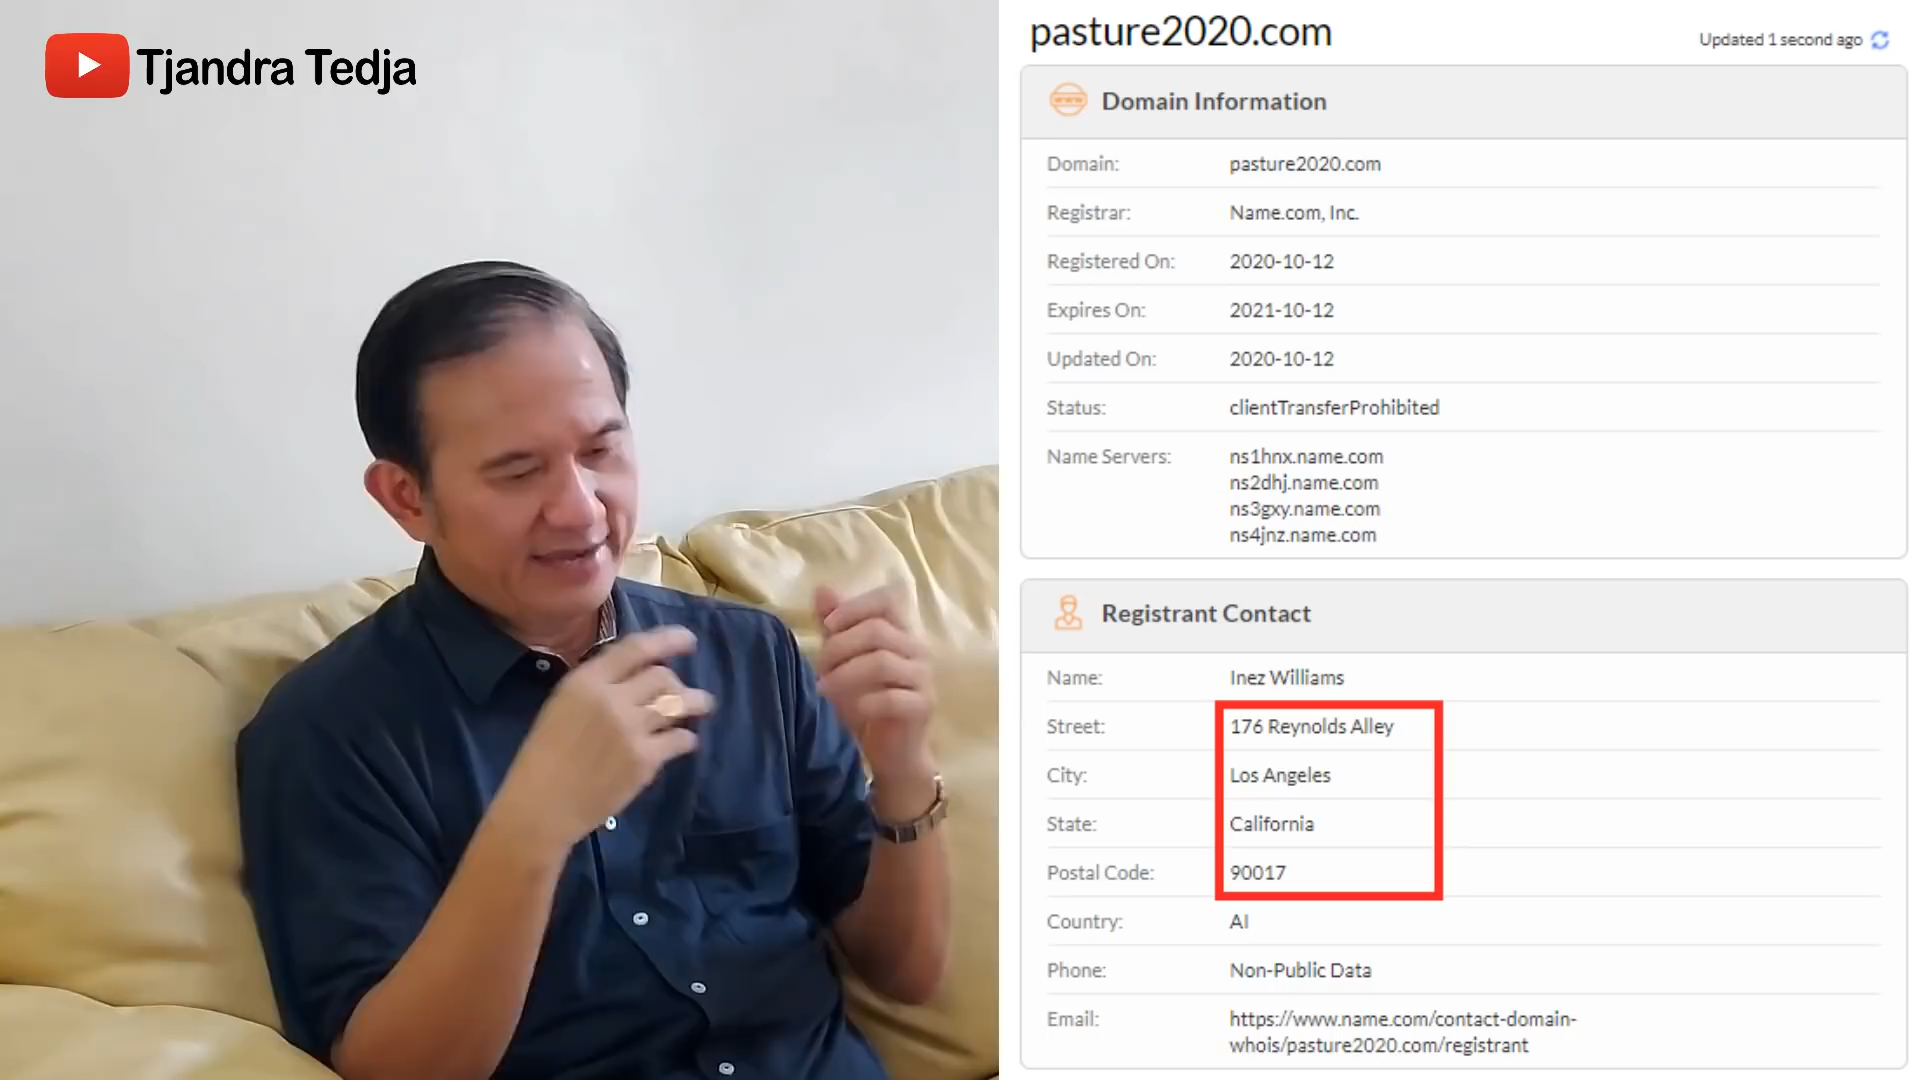 Tjandra Tedja
pasture2020.com
Updated 1 second ago
Domain Information
Domain: pasture2020.com
Registrar: Name.com, Inc.
Registered On: 2020-10-12
Expires On: 2021-10-12
Updated On: 2020-10-12
Status: clientTransferProhibited
Name Servers: ns1hnx.name.com
ns2dhj.name.com
ns3gxy.name.com
ns4jnz.name.com
Registrant Contact
Name: Inez Williams
Street: 176 Reynolds Alley
City: Los Angeles
State: California
Postal Code: 90017
Country: AI
Phone: Non-Public Data
Email: https://www.name.com/contact-domain-
whois/pasture2020.com/registrant